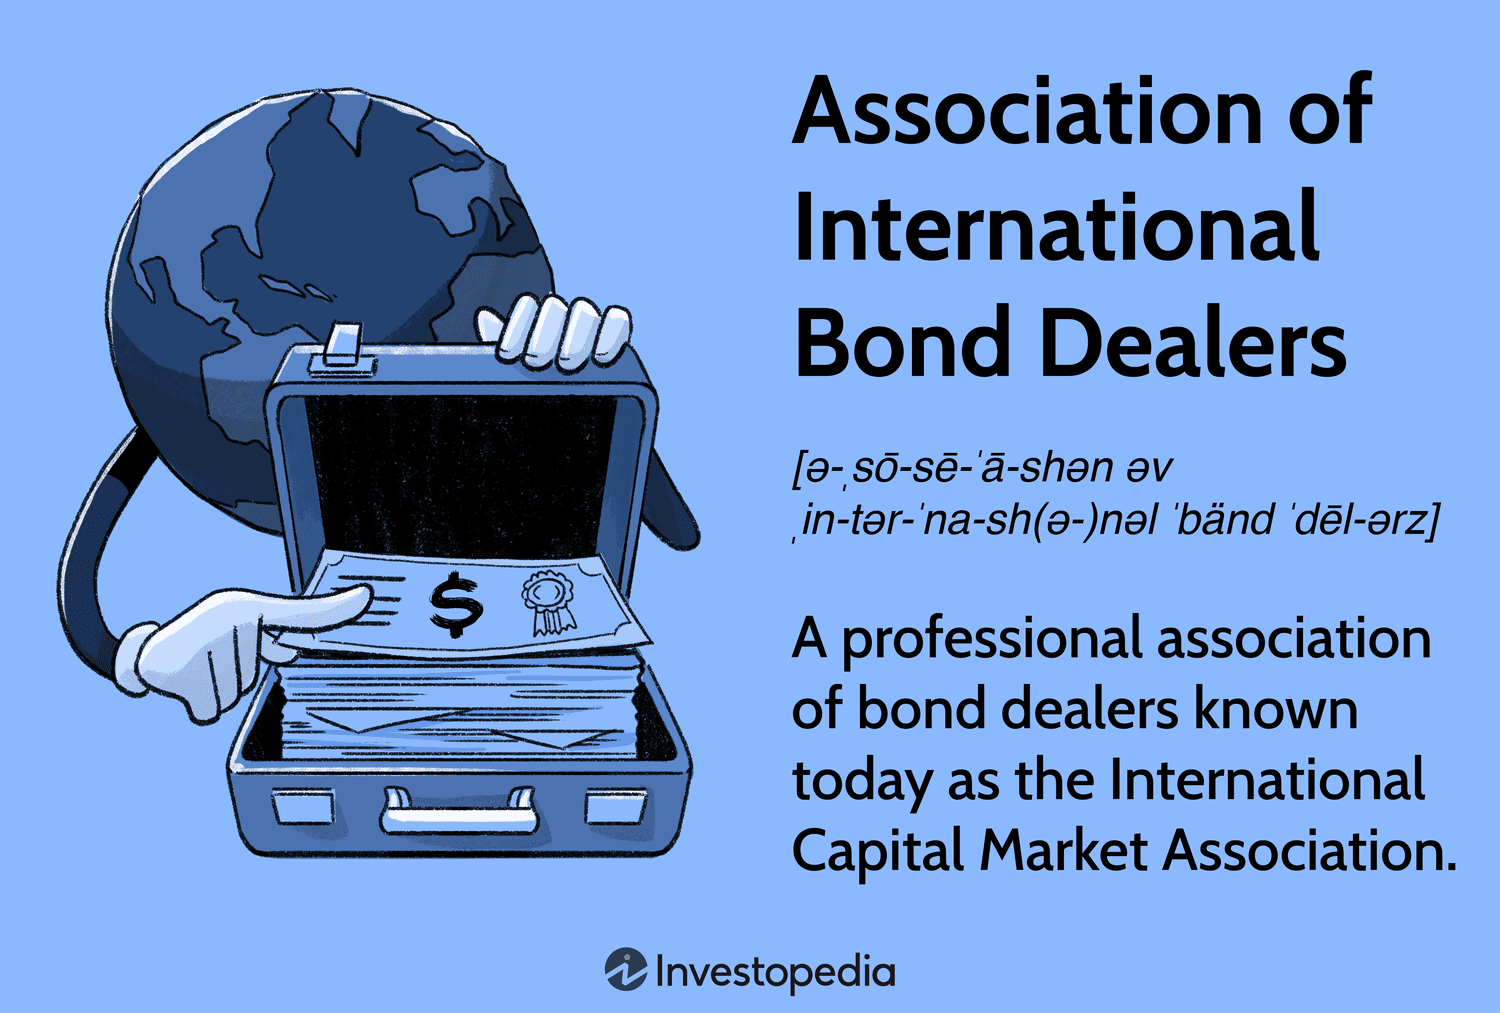 Association of
International
Bond Dealers
[ə-ˌsō-sē-ˈā-shən əv
ˌin-tər-ˈna-sh(ə-)nəl ˈbänd ˈdēl-ərz]
$
A professional association
of bond dealers known
today as the International
Capital Market Association.
Investopedia